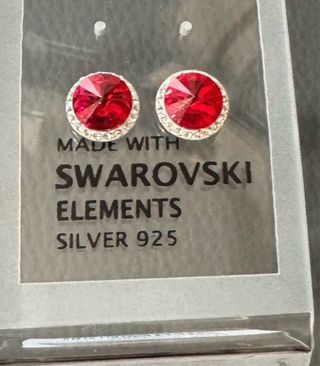 MADE WITH
SWAROVSKI
ELEMENTS
SILVER 925